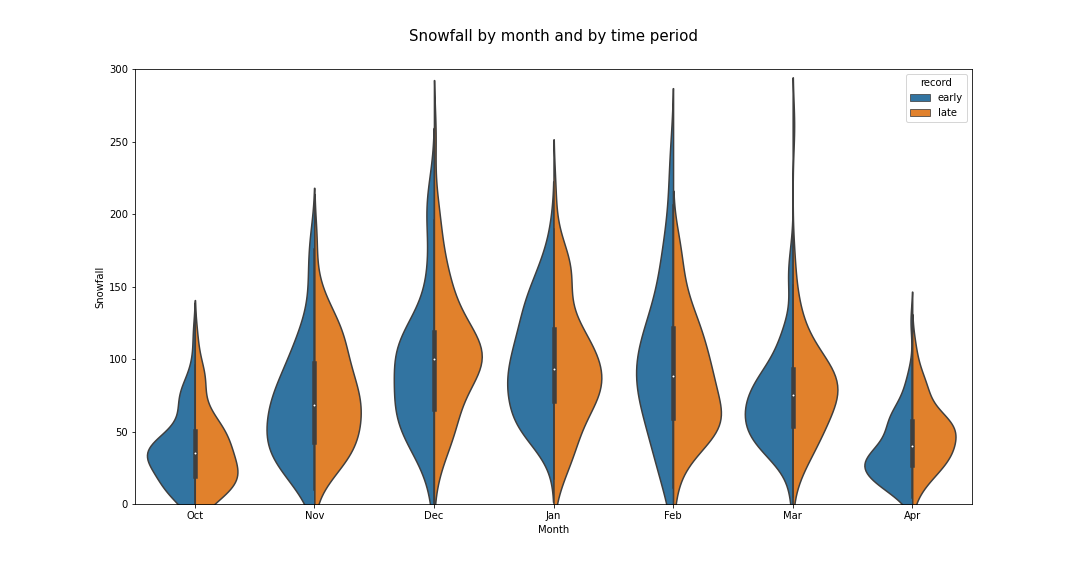 Snowfall by month and by time period
300
250
200
150
100
50
0
Snowfall
record
early
late
Oct Nov Dec Jan Feb Mar Apr
Month